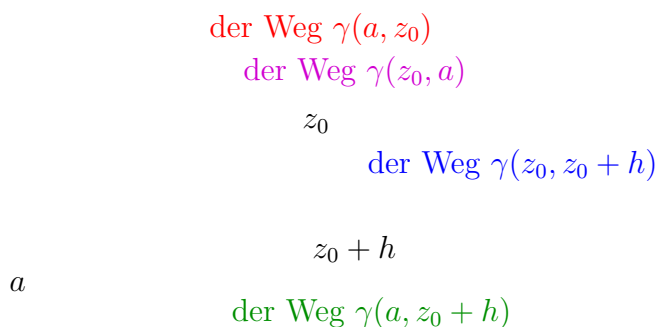 der Weg γ(a, z₀)
der Weg γ(z₀, a)
z₀
der Weg γ(z₀, z₀ + h)
z₀ + h
a
der Weg γ(a, z₀ + h)